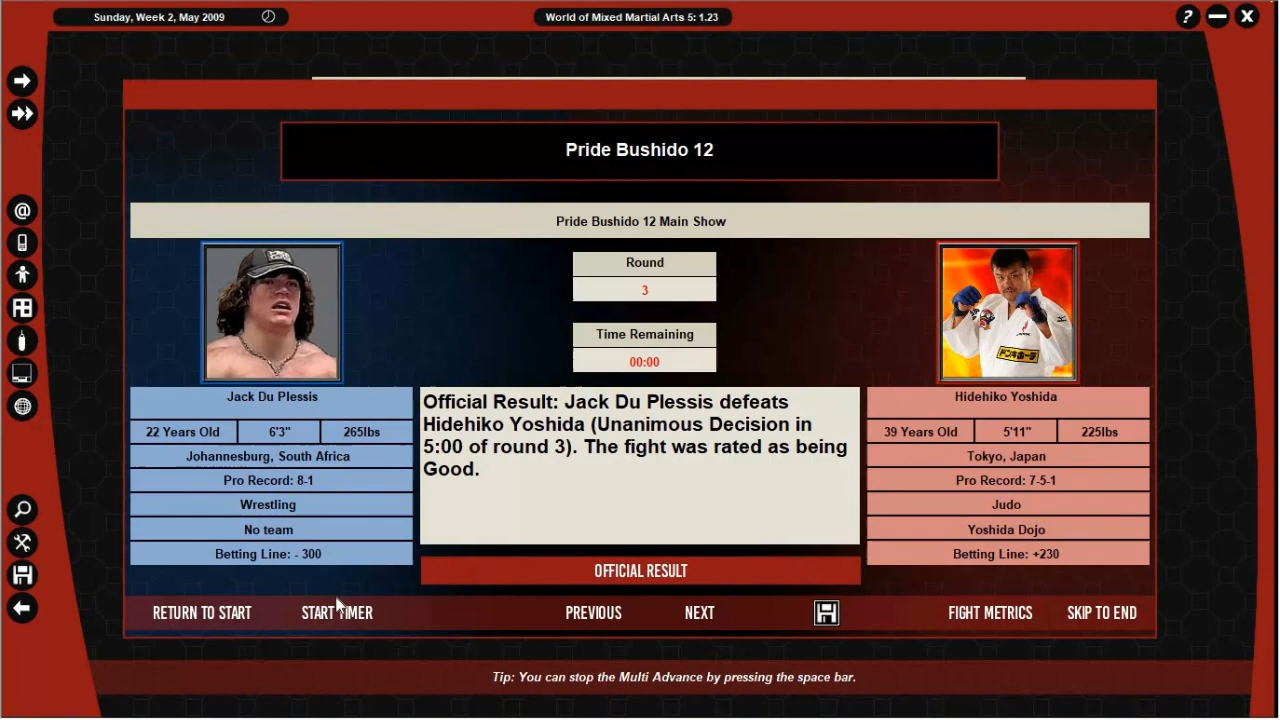 Sunday, Week 2, May 2009
World of Mixed Martial Arts 5: 1.23
?
X
@
Pride Bushido 12
Pride Bushido 12 Main Show
Round
3
Time Remaining
00:00
Jack Du Plessis
22 Years Old
6'3"
265lbs
Johannesburg, South Africa
Pro Record: 8-1
Wrestling
No team
Betting Line: - 300
Official Result: Jack Du Plessis defeats
Hidehiko Yoshida (Unanimous Decision in
5:00 of round 3). The fight was rated as being
Good.
OFFICIAL RESULT
Hidehiko Yoshida
39 Years Old
5'11"
225lbs
Tokyo, Japan
Pro Record: 7-5-1
Judo
Yoshida Dojo
Betting Line: +230
RETURN TO START
START TIMER
PREVIOUS
NEXT
FIGHT METRICS
SKIP TO END
Tip: You can stop the Multi Advance by pressing the space bar.